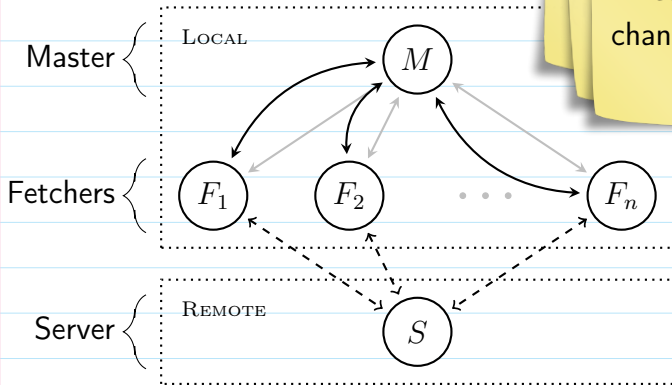 LOCAL
Master
M
chan
Fetchers
F₁ F₂ ··· Fₙ
REMOTE
Server
S